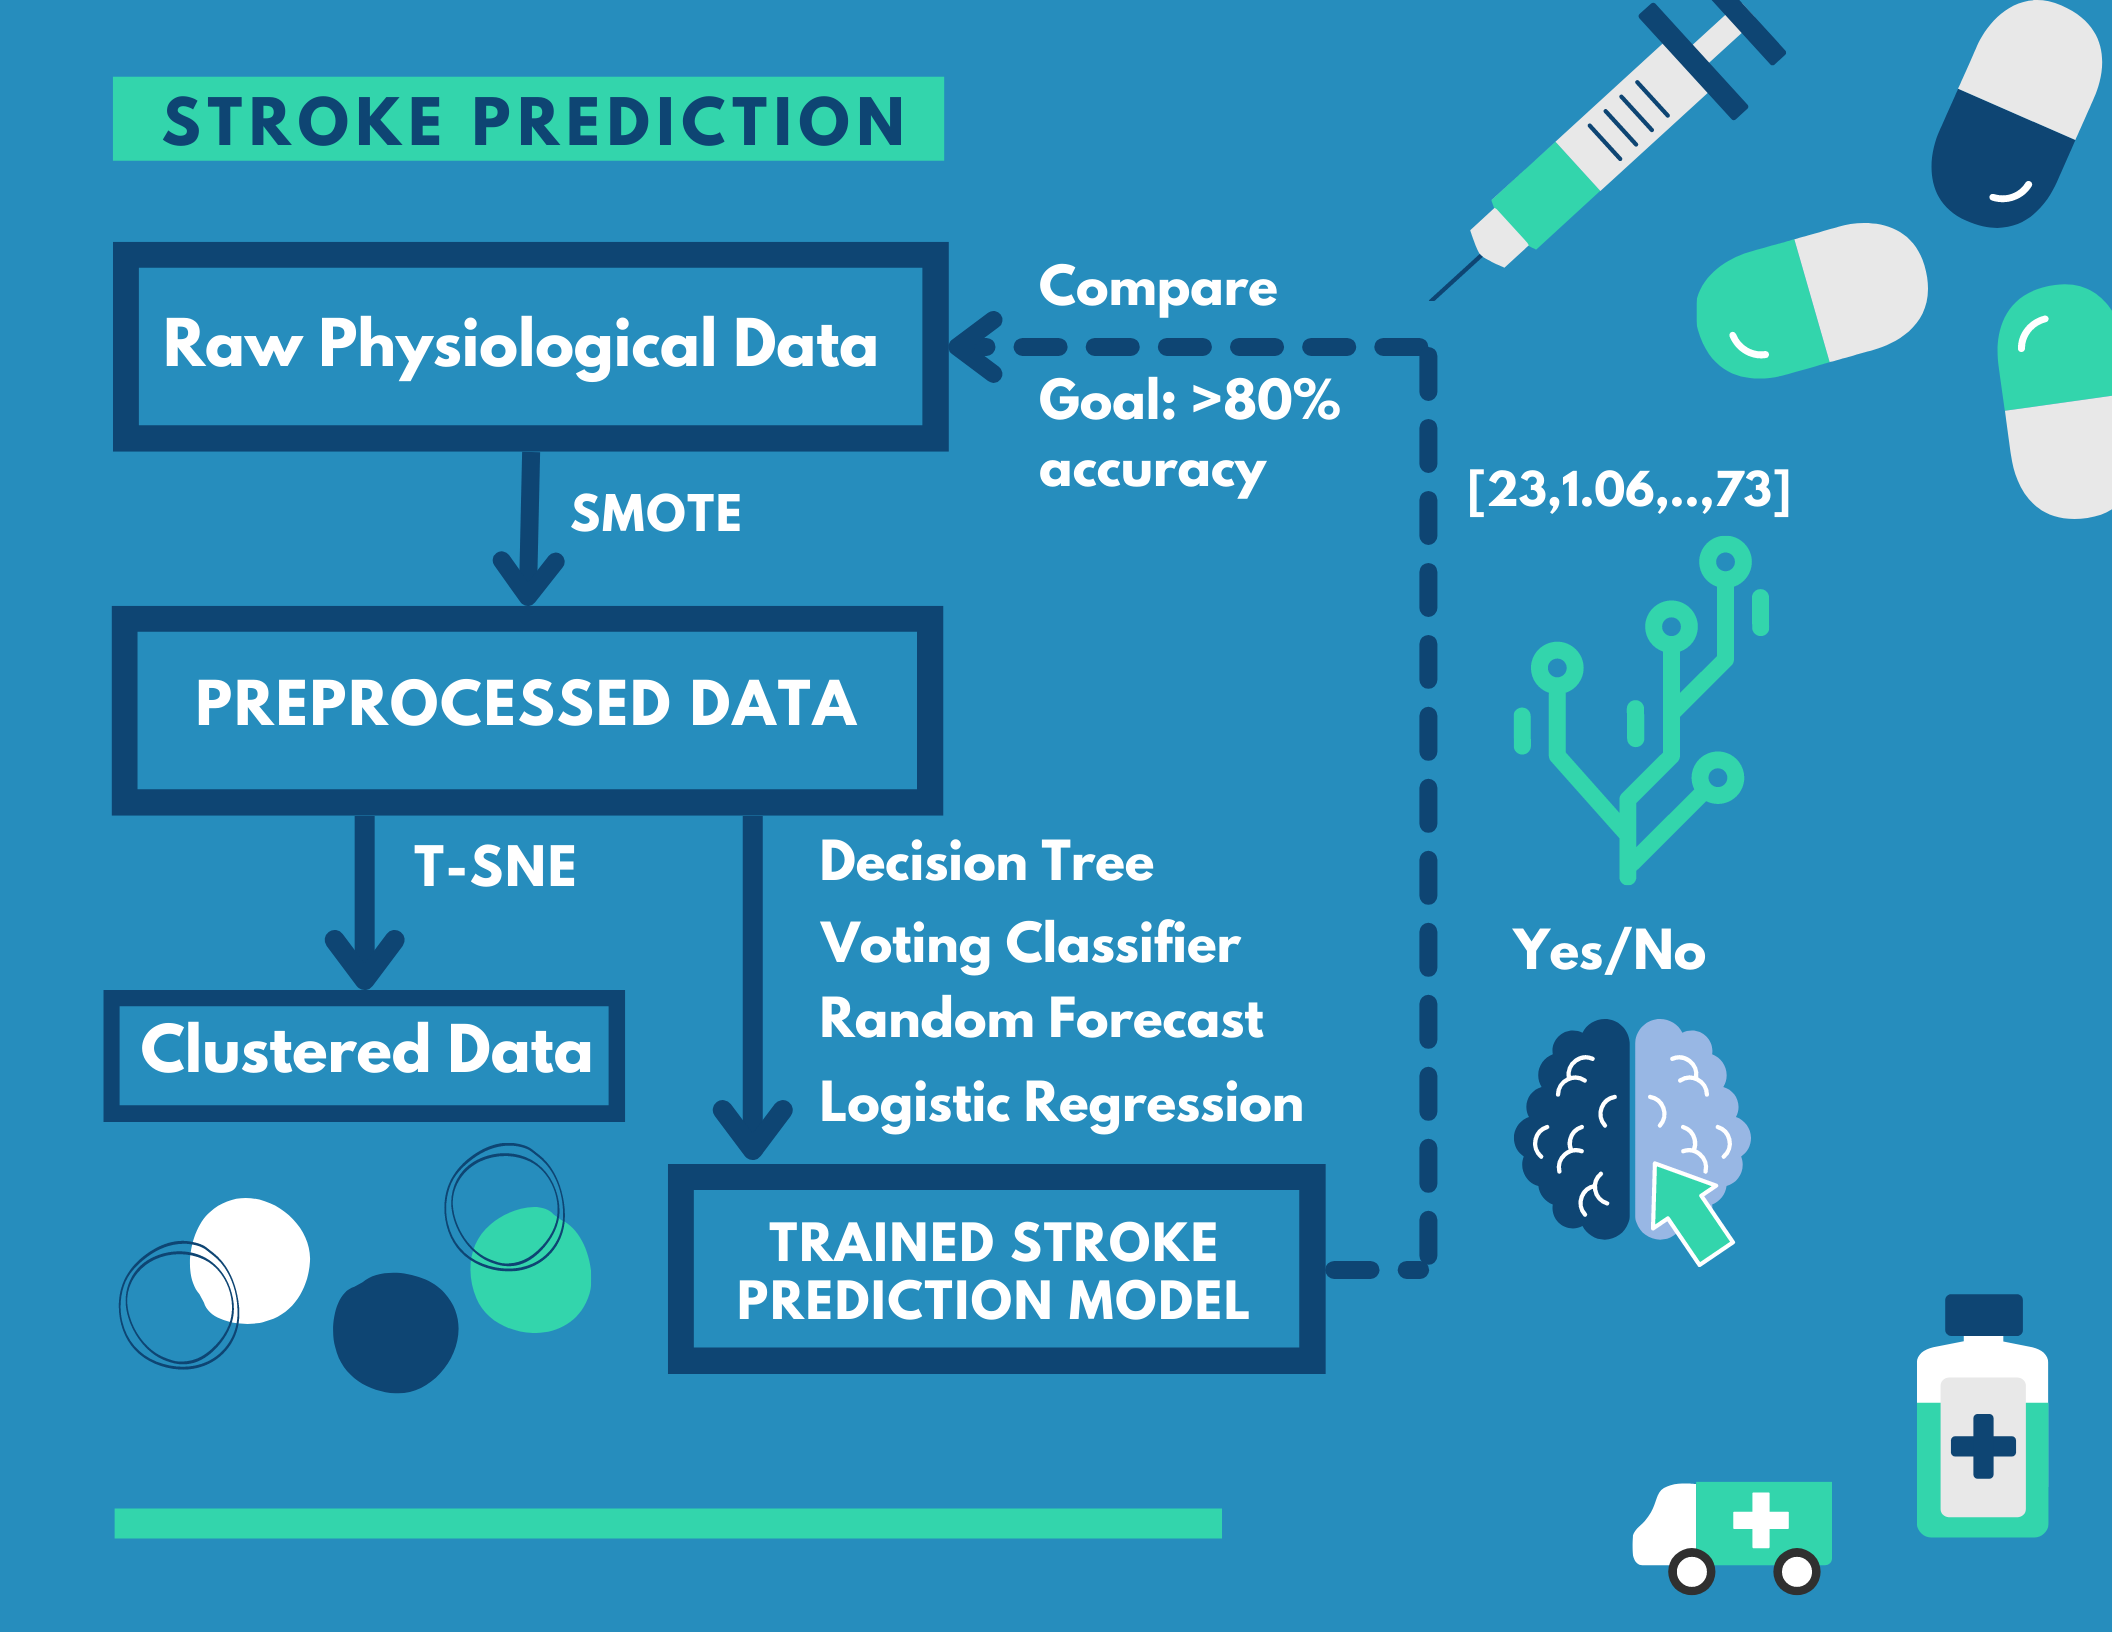 STROKE PREDICTION
Raw Physiological Data
Compare
Goal: >80%
accuracy
[23,1.06,..,73]
SMOTE
PREPROCESSED DATA
T-SNE
Decision Tree
Voting Classifier
Random Forecast
Logistic Regression
Yes/No
Clustered Data
TRAINED STROKE
PREDICTION MODEL